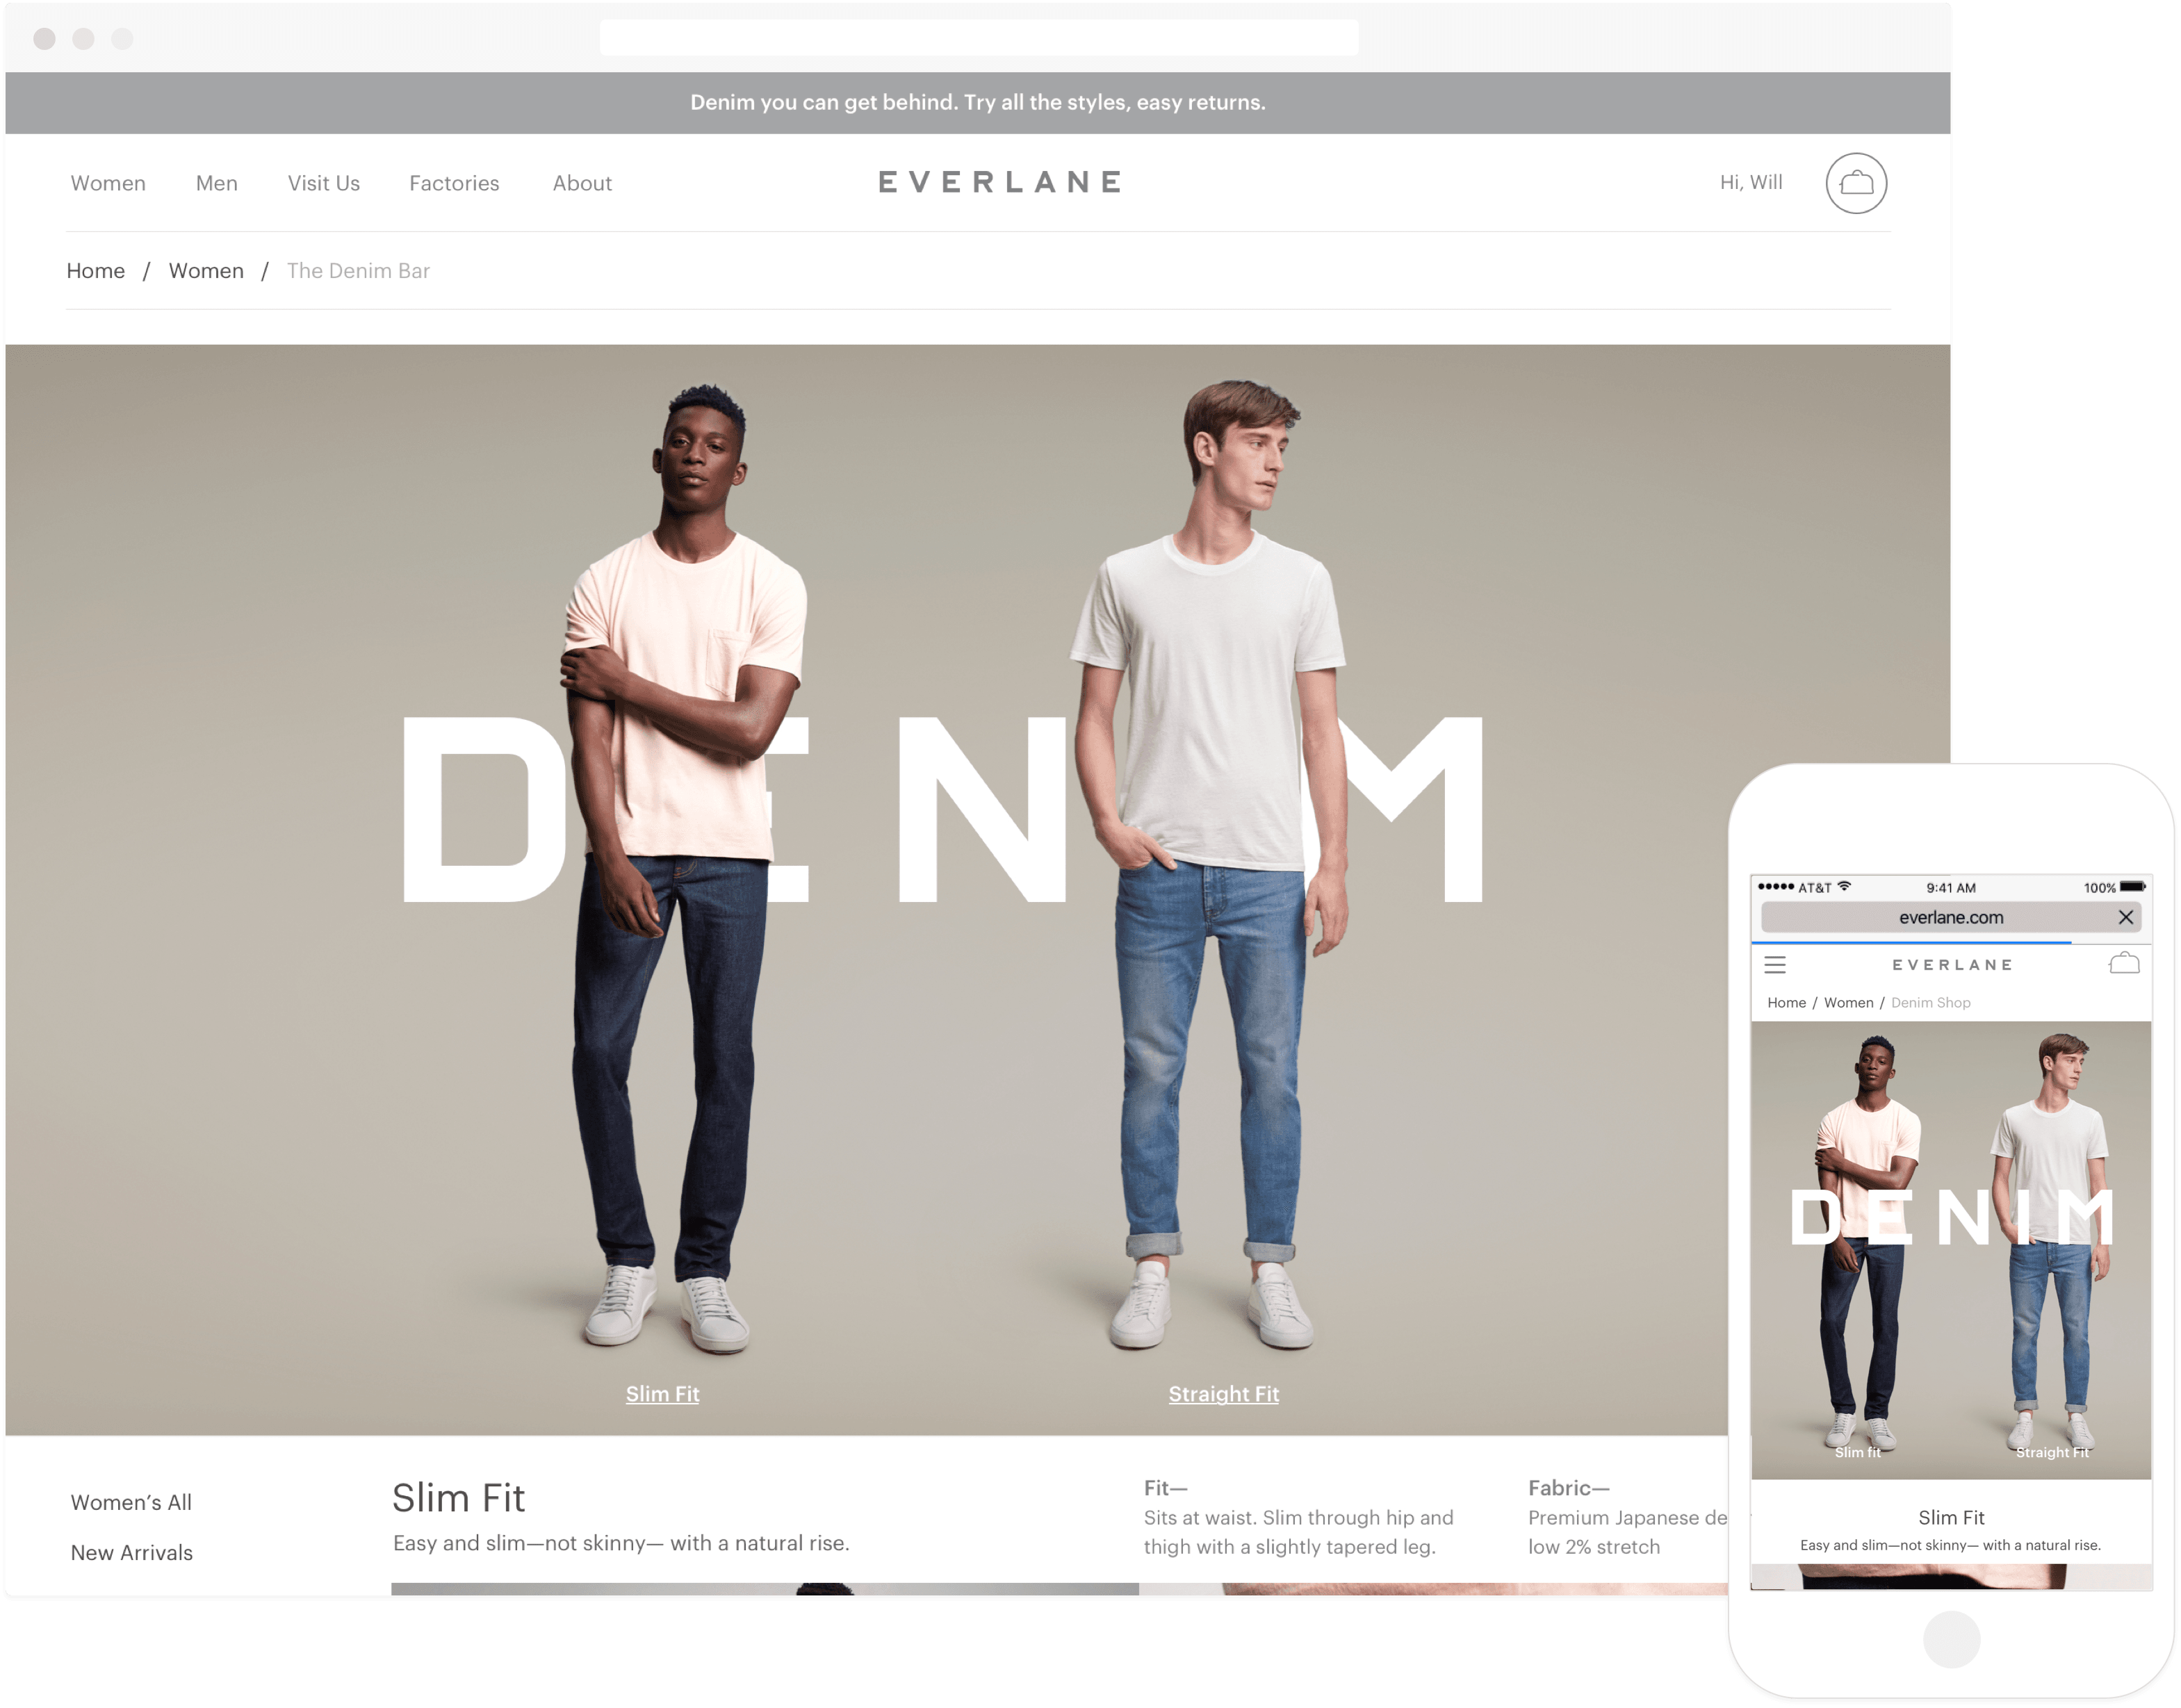 Denim you can get behind. Try all the styles, easy returns.
Women Men Visit Us Factories About EVERLANE Hi, Will
Home / Women / The Denim Bar
DENIM
Slim Fit Straight Fit
Women’s All
New Arrivals
Slim Fit
Easy and slim—not skinny— with a natural rise.
Fit—
Sits at waist. Slim through hip and
thigh with a slightly tapered leg.
Fabric—
Premium Japanese de
low 2% stretch
AT&T 9:41 AM 100%
everlane.com
EVERLANE
Home / Women / Denim Shop
DENIM
Slim fit Straight Fit
Slim Fit
Easy and slim—not skinny— with a natural rise.